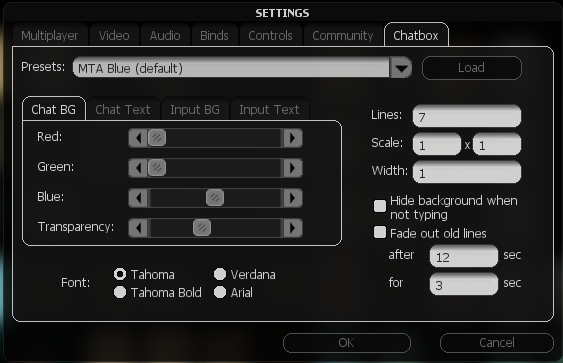 SETTINGS
Multiplayer Video Audio Binds Controls Community Chatbox
Presets: MTA Blue (default) Load
Chat BG Chat Text Input BG Input Text
Red:
Green:
Blue:
Transparency:
Lines: 7
Scale: 1 x 1
Width: 1
Hide background when
not typing
Fade out old lines
after 12 sec
for 3 sec
Font: Tahoma Verdana
Tahoma Bold Arial
OK Cancel